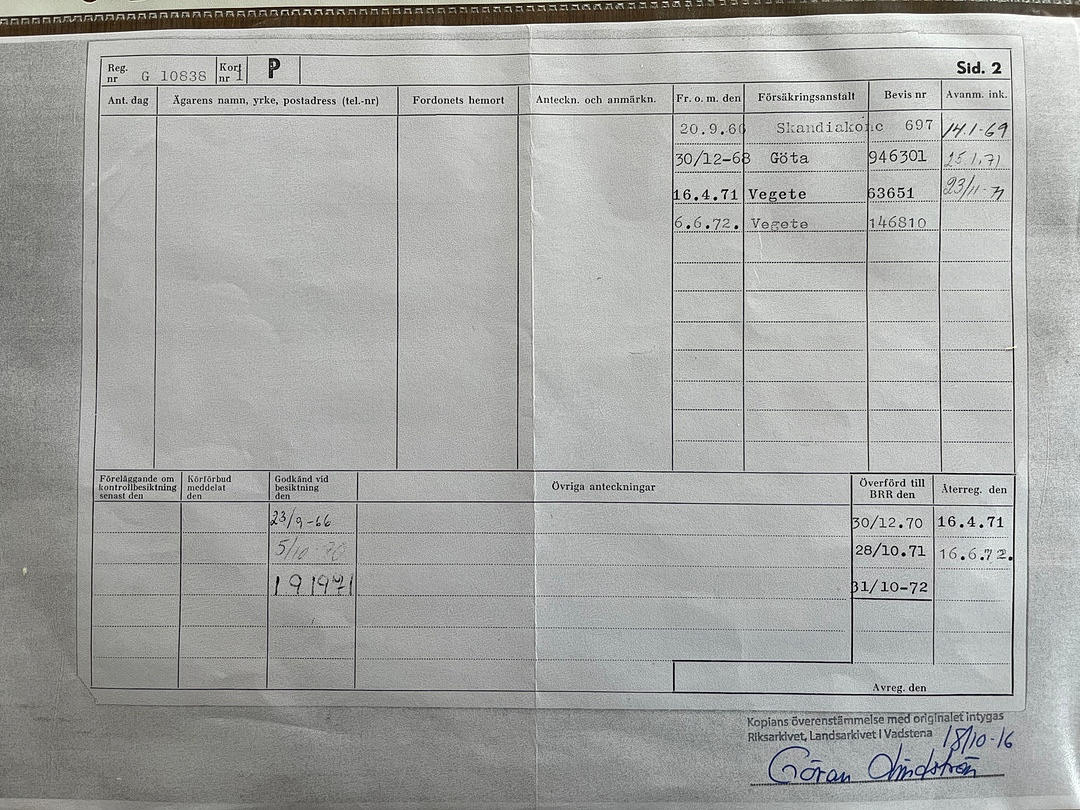 Reg. nr G 10838 Kort nr 1 P Sid. 2
Ant. dag Ägarens namn, yrke, postadress (tel.-nr) Fordonets hemort Anteckn. och anmärkn. Fr. o. m. den Försäkringsanstalt Bevis nr Avanm. ink.
20.9.66 Skandiakonc 697 14.1-69
30/12-68 Göta 946301 25.1.71
16.4.71 Vegete 63651 23/11-71
6.6.72. Vegete 146810
Föreläggande om kontrollbesiktning senast den Körförbud meddelat den Godkänd vid besiktning den Övriga anteckningar Överförd till BRR den Återreg. den
23/9-66 30/12.70 16.4.71
5/10-70 28/10.71 16.6.72.
191971 31/10-72
Avreg. den
Kopians överenstämmelse med originalet intygas
Riksarkivet, Landsarkivet i Vadstena 18/10-16
Göran Lindström